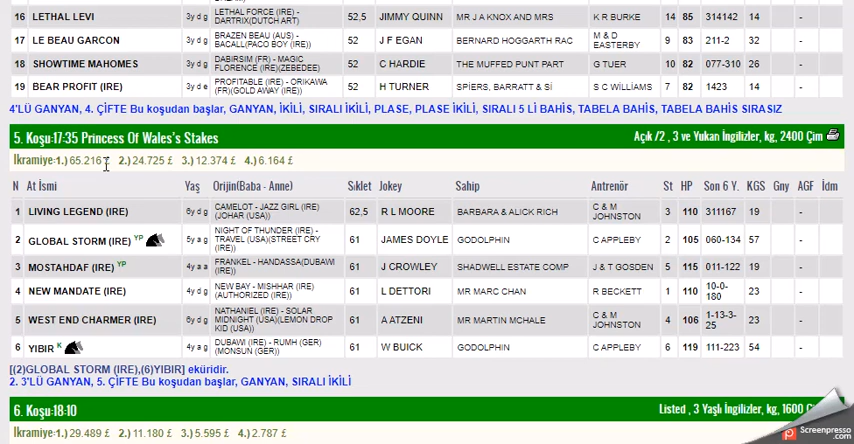 16 LETHAL LEVI 3y d g LETHAL FORCE (IRE) - DARTRIX(DUTCH ART) 52,5 JIMMY QUINN MR J A KNOX AND MRS K R BURKE 14 85 314142 14 -
17 LE BEAU GARCON 3y d g BRAZEN BEAU (AUS) - BACALL(PACO BOY (IRE)) 52 J F EGAN BERNARD HOGGARTH RAC M & D EASTERBY 9 83 211-2 32 -
18 SHOWTIME MAHOMES 3y d g DABIRSIM (FR) - MAGIC FLORENCE (IRE)(ZEBEDEE) 52 C HARDIE THE MUFFED PUNT PART G TUER 10 82 077-310 26 -
19 BEAR PROFIT (IRE) 3y d e PROFITABLE (IRE) - ORIKAWA (FR)(GOLD AWAY (IRE)) 52 H TURNER SPİERS, BARRATT & Sİ S C WİLLİAMS 7 82 1423 14 -
4'LÜ GANYAN, 4. ÇİFTE Bu koşudan başlar, GANYAN, İKİLİ, SIRALI İKİLİ, PLASE, PLASE İKİLİ, SIRALI 5 Lİ BAHİS, TABELA BAHİS, TABELA BAHİS SIRASIZ
5. Koşu:17:35 Princess Of Wales's Stakes Açık /2 , 3 ve Yukarı İngilizler, kg, 2400 Çim
İkramiye:1.) 65.216 2.) 24.725 £ 3.) 12.374 £ 4.) 6.164 £
N At İsmi Yaş Orijin(Baba - Anne) Sıklet Jokey Sahip Antrenör St HP Son 6 Y. KGS Gny AGF İdm
1 LIVING LEGEND (IRE) 6y d g CAMELOT - JAZZ GIRL (IRE)(JOHAR (USA)) 62,5 R L MOORE BARBARA & ALICK RICH C & M JOHNSTON 3 110 311167 19 -
2 GLOBAL STORM (IRE) YP 5y a g NIGHT OF THUNDER (IRE) - TRAVEL (USA)(STREET CRY (IRE)) 61 JAMES DOYLE GODOLPHIN C APPLEBY 2 105 060-134 57 -
3 MOSTAHDAF (IRE) YP 4y a a FRANKEL - HANDASSA(DUBAWI (IRE)) 61 J CROWLEY SHADWELL ESTATE COMP J & T GOSDEN 5 115 011-122 19 -
4 NEW MANDATE (IRE) 4y d g NEW BAY - MISHHAR (IRE)(AUTHORIZED (IRE)) 61 L DETTORI MR MARC CHAN R BECKETT 1 110 10-0-180 23 -
5 WEST END CHARMER (IRE) 6y d g NATHANIEL (IRE) - SOLAR MIDNIGHT (USA)(LEMON DROP KID (USA)) 61 A ATZENI MR MARTIN MCHALE C & M JOHNSTON 4 106 1-13-3-25 23 -
6 YIBIR K 4y a g DUBAWI (IRE) - RUMH (GER)(MONSUN (GER)) 61 W BUICK GODOLPHIN C APPLEBY 6 119 111-223 54 -
[(2)GLOBAL STORM (IRE),(6)YIBIR] eküridir.
2. 3'LÜ GANYAN, 5. ÇİFTE Bu koşudan başlar, GANYAN, SIRALI İKİLİ
6. Koşu:18:10 Listed , 3 Yaşlı İngilizler, kg, 1600 Çim
İkramiye:1.) 29.489 £ 2.) 11.180 £ 3.) 5.595 £ 4.) 2.787 £
Screenpresso
.com